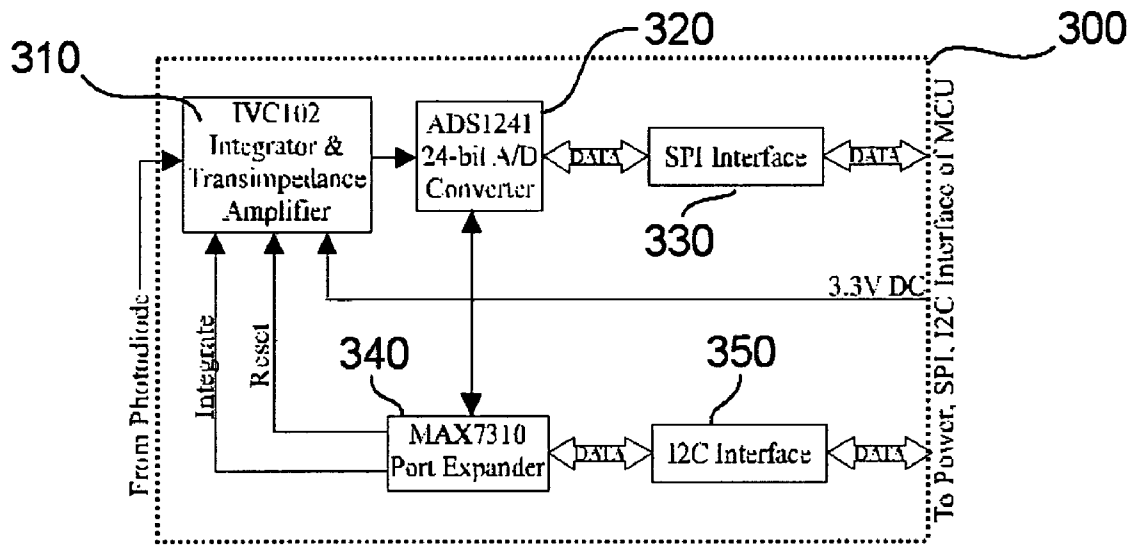 310
320
300
IVC102
Integrator &
Transimpedance
Amplifier
ADS1241
24-bit A/D
Converter
DATA
SPI Interface
DATA
330
3.3V DC
From Photodiode
Integrate
Reset
340
350
MAX7310
Port Expander
DATA
I2C Interface
DATA
To Power, SPI, I2C Interface of MCU